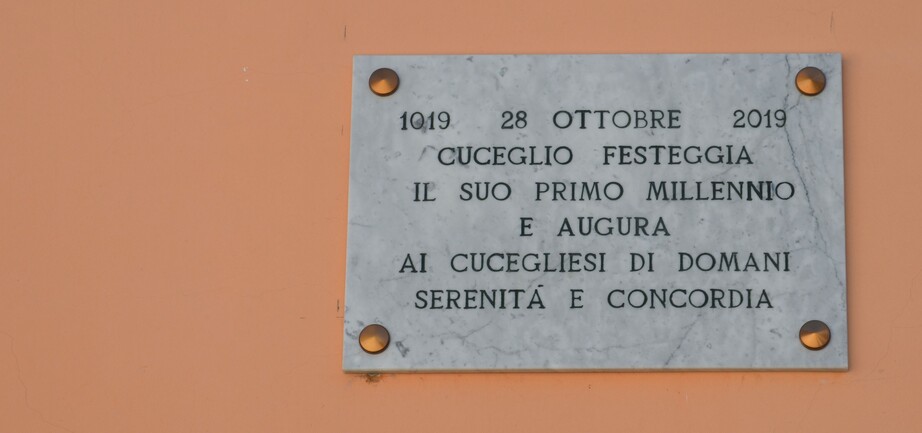 1019 28 OTTOBRE 2019
CUCEGLIO FESTEGGIA
IL SUO PRIMO MILLENNIO
E AUGURA
AI CUCEGLIESI DI DOMANI
SERENITÁ E CONCORDIA